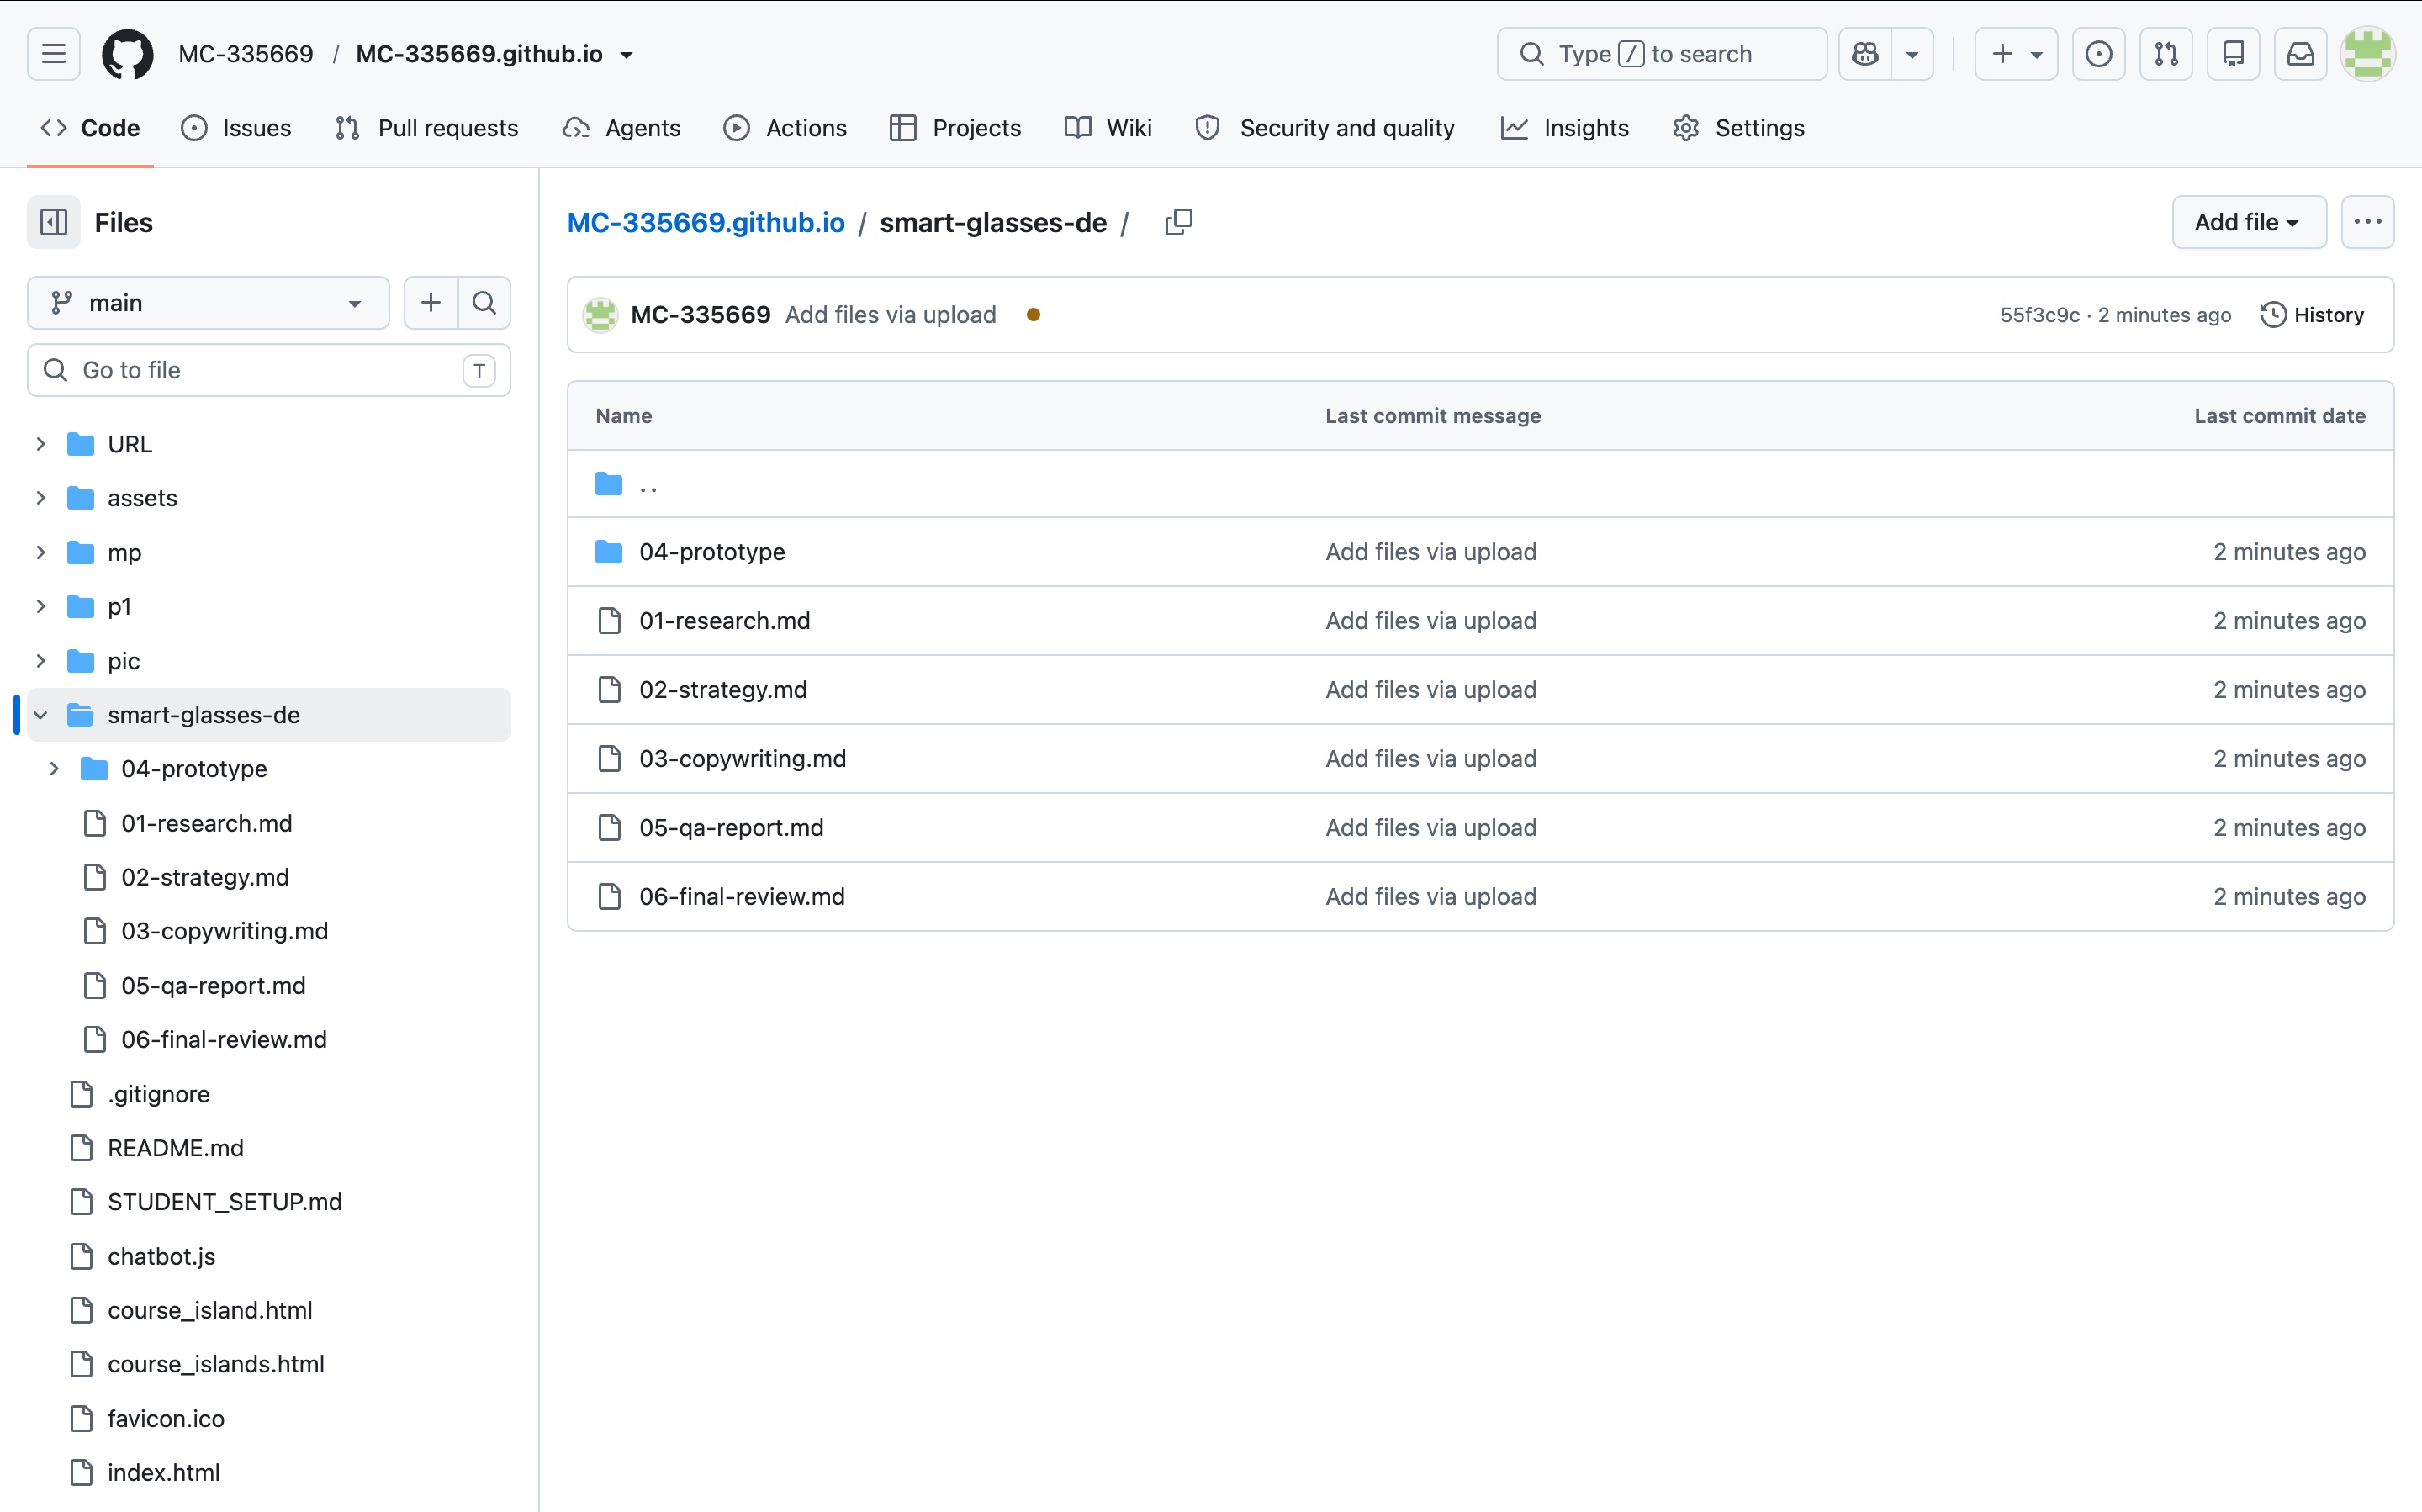 MC-335669 / MC-335669.github.io
Type / to search
Code Issues Pull requests Agents Actions Projects Wiki Security and quality Insights Settings
Files
main
Go to file T
URL
assets
mp
p1
pic
smart-glasses-de
04-prototype
01-research.md
02-strategy.md
03-copywriting.md
05-qa-report.md
06-final-review.md
.gitignore
README.md
STUDENT_SETUP.md
chatbot.js
course_island.html
course_islands.html
favicon.ico
index.html
MC-335669.github.io / smart-glasses-de /
Add file
MC-335669 Add files via upload 55f3c9c · 2 minutes ago History
Name Last commit message Last commit date
..
04-prototype Add files via upload 2 minutes ago
01-research.md Add files via upload 2 minutes ago
02-strategy.md Add files via upload 2 minutes ago
03-copywriting.md Add files via upload 2 minutes ago
05-qa-report.md Add files via upload 2 minutes ago
06-final-review.md Add files via upload 2 minutes ago